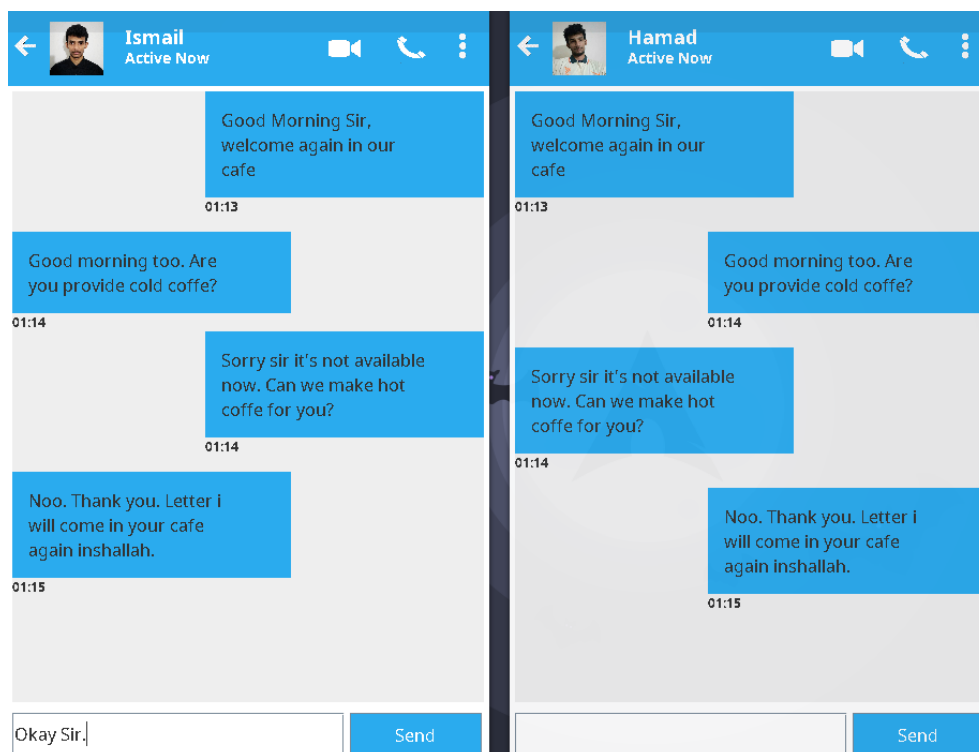 Ismail
Active Now
Good Morning Sir,
welcome again in our
cafe
01:13
Good morning too. Are
you provide cold coffe?
01:14
Sorry sir it's not available
now. Can we make hot
coffe for you?
01:14
Noo. Thank you. Letter i
will come in your cafe
again inshallah.
01:15
Okay Sir.
Send
Hamad
Active Now
Good Morning Sir,
welcome again in our
cafe
01:13
Good morning too. Are
you provide cold coffe?
01:14
Sorry sir it's not available
now. Can we make hot
coffe for you?
01:14
Noo. Thank you. Letter i
will come in your cafe
again inshallah.
01:15
Send